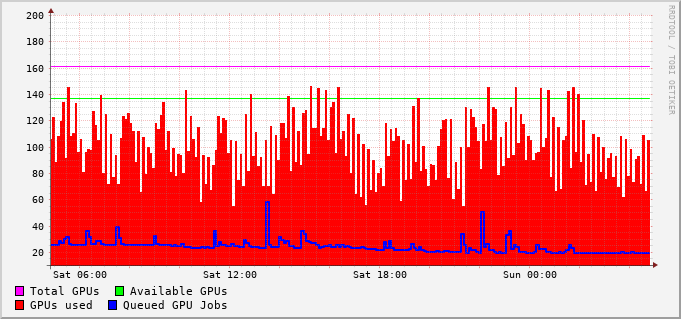 200
180
160
140
120
100
80
60
40
20
Sat 06:00 Sat 12:00 Sat 18:00 Sun 00:00
Total GPUs Available GPUs
GPUs used Queued GPU Jobs
RRDTOOL / TOBI OETIKER